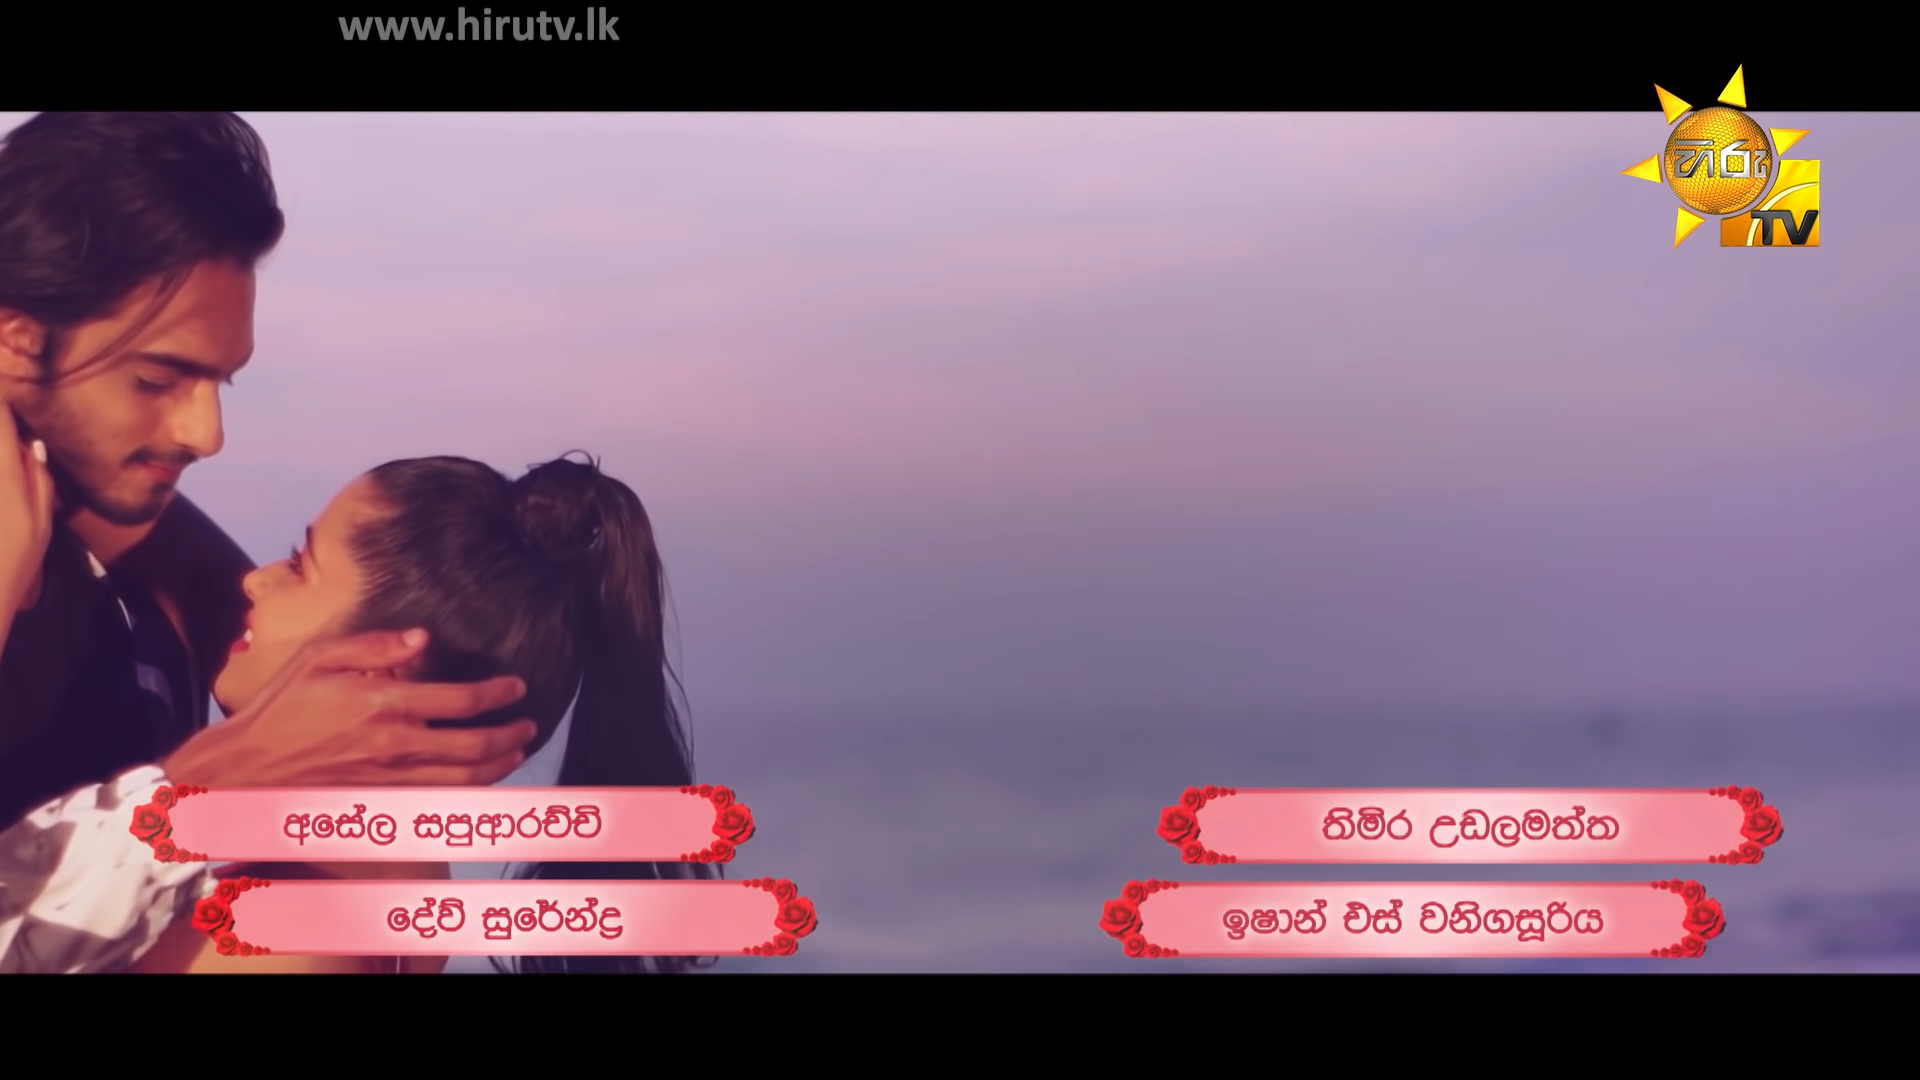 www.hirutv.lk
හිරු
TV
අසේල සපුආරච්චි
තිමිර උඩලමත්ත
දේව් සුරේන්ද්‍ර
ඉෂාන් එස් වනිගසූරිය